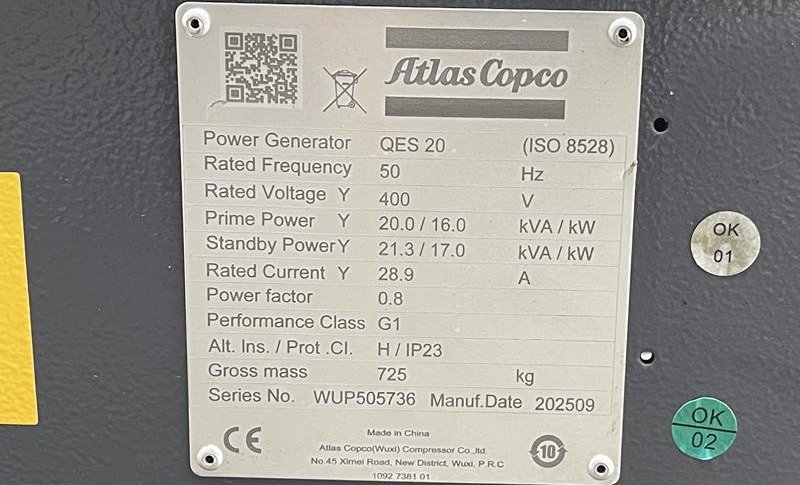 Atlas Copco
Power Generator QES 20 (ISO 8528)
Rated Frequency 50 Hz
Rated Voltage Y 400 V
Prime Power Y 20.0 / 16.0 kVA / kW
Standby Power Y 21.3 / 17.0 kVA / kW
Rated Current Y 28.9 A
Power factor 0.8
Performance Class G1
Alt. Ins. / Prot .Cl. H / IP23
Gross mass 725 kg
Series No. WUP505736 Manuf.Date 202509
CE
Made in China
Atlas Copco(Wuxi) Compressor Co.,ltd.
No.45 Ximei Road, New District, Wuxi, P.R.C
1092 7381 01
10
OK
01
OK
02